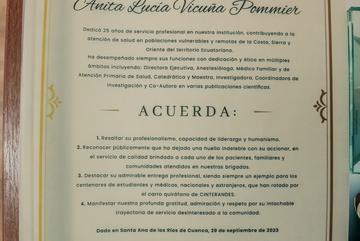 Anita Lucía Vicuña Pommier
Dedicó 25 años de servicio profesional en nuestra institución, contribuyendo a la
atención de salud en poblaciones vulnerables y remotas de la Costa, Sierra y
Oriente del territorio Ecuatoriano.
Ha desempeñado siempre sus funciones con dedicación y ética en múltiples
ámbitos incluyendo: Directora Ejecutiva, Anestesióloga, Médico Familiar y de
Atención Primaria de Salud, Catedrática y Maestra, Investigadora, Coordinadora de
Investigación y Co-Autora en varias publicaciones científicas.
ACUERDA:
1. Resaltar su profesionalismo, capacidad de liderazgo y humanismo.
2. Reconocer públicamente que ha dejado una huella indeleble con su accionar, en
el servicio de calidad brindado a cada uno de los pacientes, familiares y
comunidades atendidos en nuestras brigadas.
3. Destacar su admirable entrega profesional, siendo siempre un ejemplo para los
centenares de estudiantes y médicos, nacionales y extranjeros, que han rotado por
el carro quirófano de CINTERANDES.
4. Manifestar nuestra profunda gratitud, admiración y respeto por su intachable
trayectoria de servicio desinteresado a la comunidad.
Dado en Santa Ana de los Ríos de Cuenca, 29 de septiembre de 2023